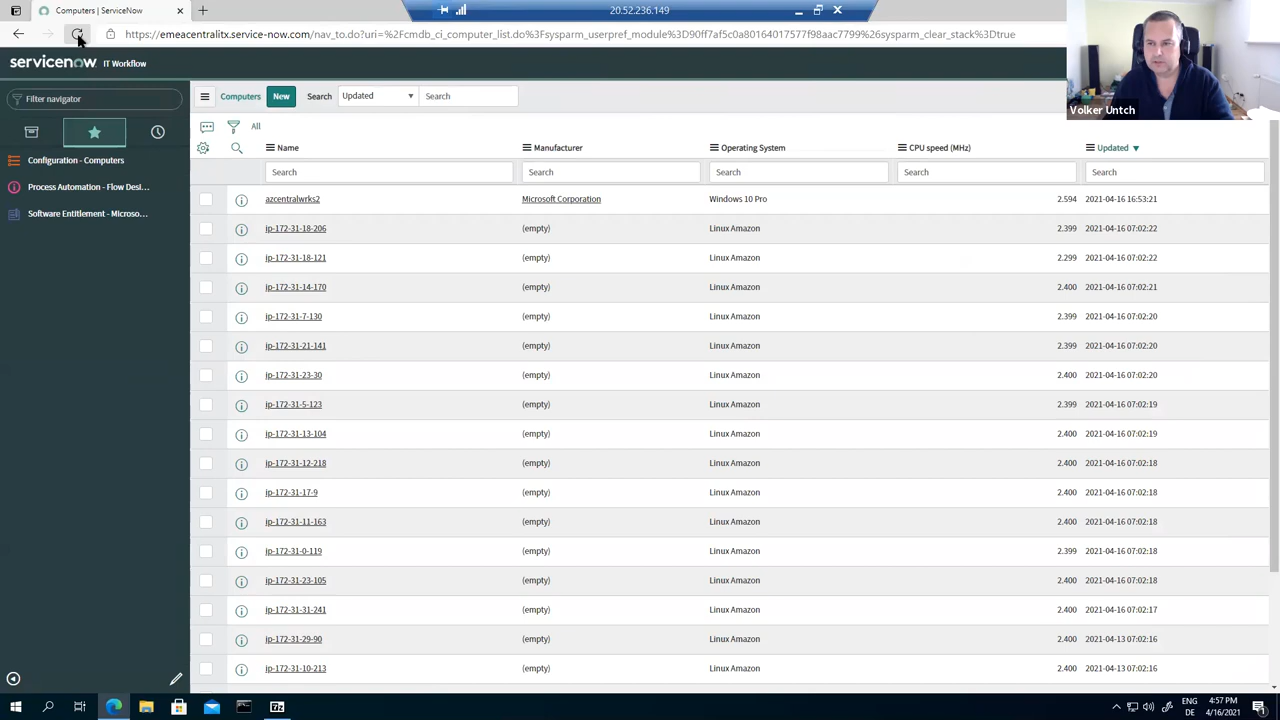 Computers | ServiceNow
20.52.236.149
https://emeacentralitx.service-now.com/nav_to.do?uri=%2Fcmdb_ci_computer_list.do%3Fsysparm_userpref_module%3D90ff7af5c0a80164017577f98aac7799%26sysparm_clear_stack%3Dtrue
servicenow IT Workflow
Volker Untch
Filter navigator
Configuration - Computers
Process Automation - Flow Desi...
Software Entitlement - Microso...
Computers New Search Updated Search
All
Name Manufacturer Operating System CPU speed (MHz) Updated
Search Search Search Search Search
azcentralwrks2 Microsoft Corporation Windows 10 Pro 2.594 2021-04-16 16:53:21
ip-172-31-18-206 (empty) Linux Amazon 2.399 2021-04-16 07:02:22
ip-172-31-18-121 (empty) Linux Amazon 2.299 2021-04-16 07:02:22
ip-172-31-14-170 (empty) Linux Amazon 2.400 2021-04-16 07:02:21
ip-172-31-7-130 (empty) Linux Amazon 2.399 2021-04-16 07:02:20
ip-172-31-21-141 (empty) Linux Amazon 2.399 2021-04-16 07:02:20
ip-172-31-23-30 (empty) Linux Amazon 2.400 2021-04-16 07:02:20
ip-172-31-5-123 (empty) Linux Amazon 2.399 2021-04-16 07:02:19
ip-172-31-13-104 (empty) Linux Amazon 2.400 2021-04-16 07:02:19
ip-172-31-12-218 (empty) Linux Amazon 2.400 2021-04-16 07:02:18
ip-172-31-17-9 (empty) Linux Amazon 2.400 2021-04-16 07:02:18
ip-172-31-11-163 (empty) Linux Amazon 2.400 2021-04-16 07:02:18
ip-172-31-0-119 (empty) Linux Amazon 2.399 2021-04-16 07:02:18
ip-172-31-23-105 (empty) Linux Amazon 2.400 2021-04-16 07:02:18
ip-172-31-31-241 (empty) Linux Amazon 2.400 2021-04-16 07:02:17
ip-172-31-29-90 (empty) Linux Amazon 2.400 2021-04-13 07:02:16
ip-172-31-10-213 (empty) Linux Amazon 2.400 2021-04-13 07:02:16
ENG 4:57 PM
DE 4/16/2021